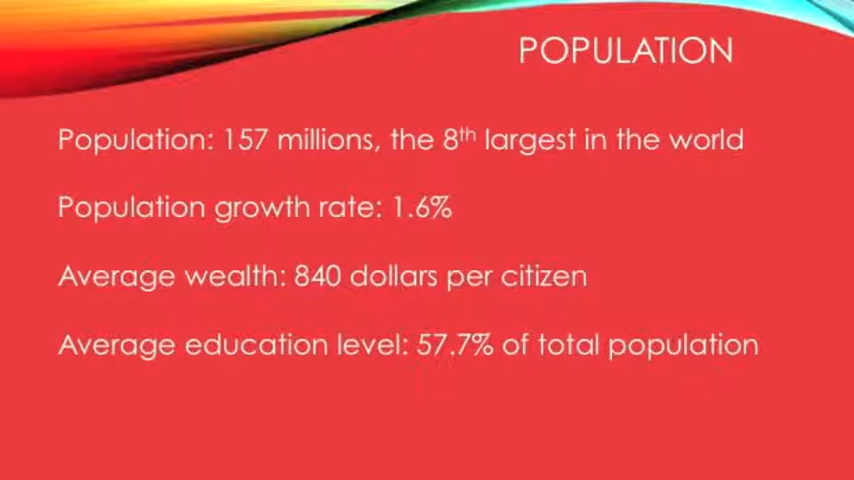 POPULATION
Population: 157 millions, the 8th largest in the world
Population growth rate: 1.6%
Average wealth: 840 dollars per citizen
Average education level: 57.7% of total population